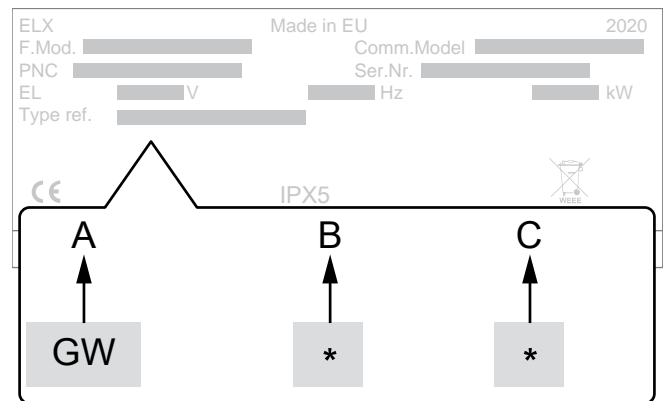 ELX Made in EU 2020
F.Mod. Comm.Model
PNC Ser.Nr.
EL V Hz kW
Type ref.
CE IPX5 WEEE
A B C
GW * *